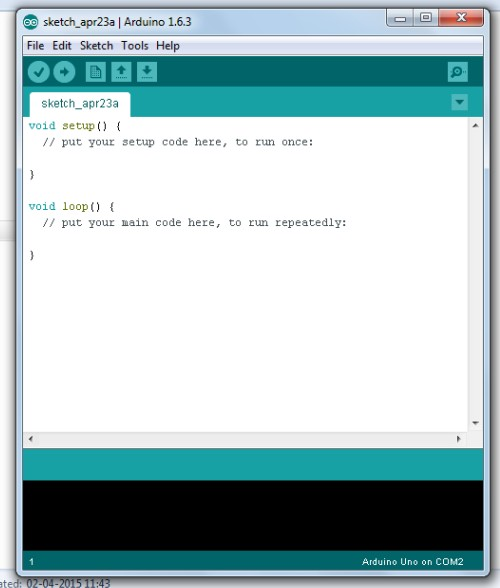 sketch_apr23a | Arduino 1.6.3
File Edit Sketch Tools Help
sketch_apr23a
void setup() {
  // put your setup code here, to run once:
}
void loop() {
  // put your main code here, to run repeatedly:
}
1 Arduino Uno on COM2
02-04-2015 11:43